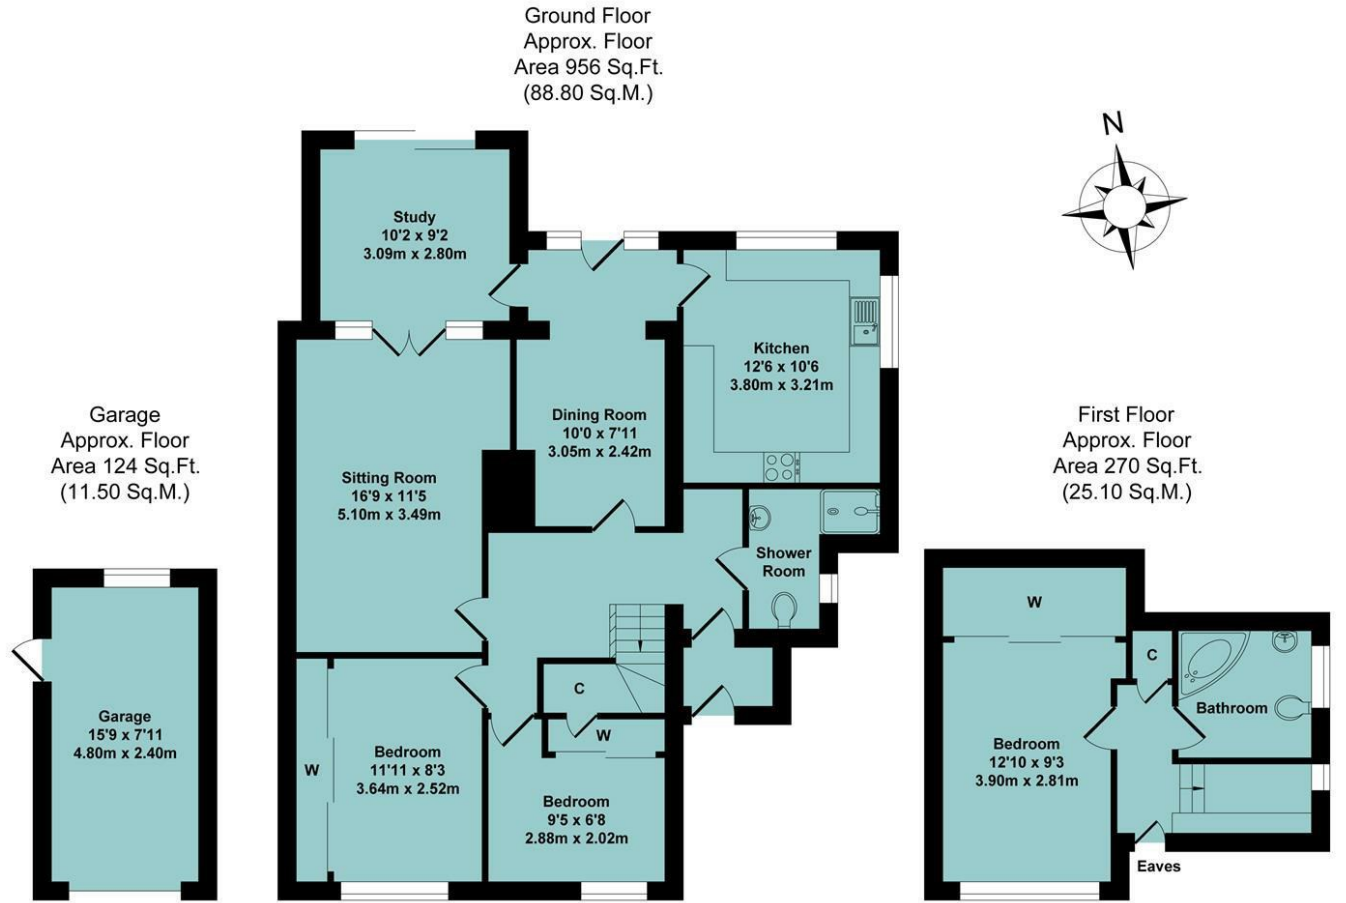 Ground Floor
Approx. Floor
Area 956 Sq.Ft.
(88.80 Sq.M.)
N
Study
10'2 x 9'2
3.09m x 2.80m
Kitchen
12'6 x 10'6
3.80m x 3.21m
Dining Room
10'0 x 7'11
3.05m x 2.42m
Sitting Room
16'9 x 11'5
5.10m x 3.49m
Shower
Room
C
W
W
Bedroom
11'11 x 8'3
3.64m x 2.52m
Bedroom
9'5 x 6'8
2.88m x 2.02m
Garage
Approx. Floor
Area 124 Sq.Ft.
(11.50 Sq.M.)
Garage
15'9 x 7'11
4.80m x 2.40m
First Floor
Approx. Floor
Area 270 Sq.Ft.
(25.10 Sq.M.)
W
C
Bathroom
Bedroom
12'10 x 9'3
3.90m x 2.81m
Eaves